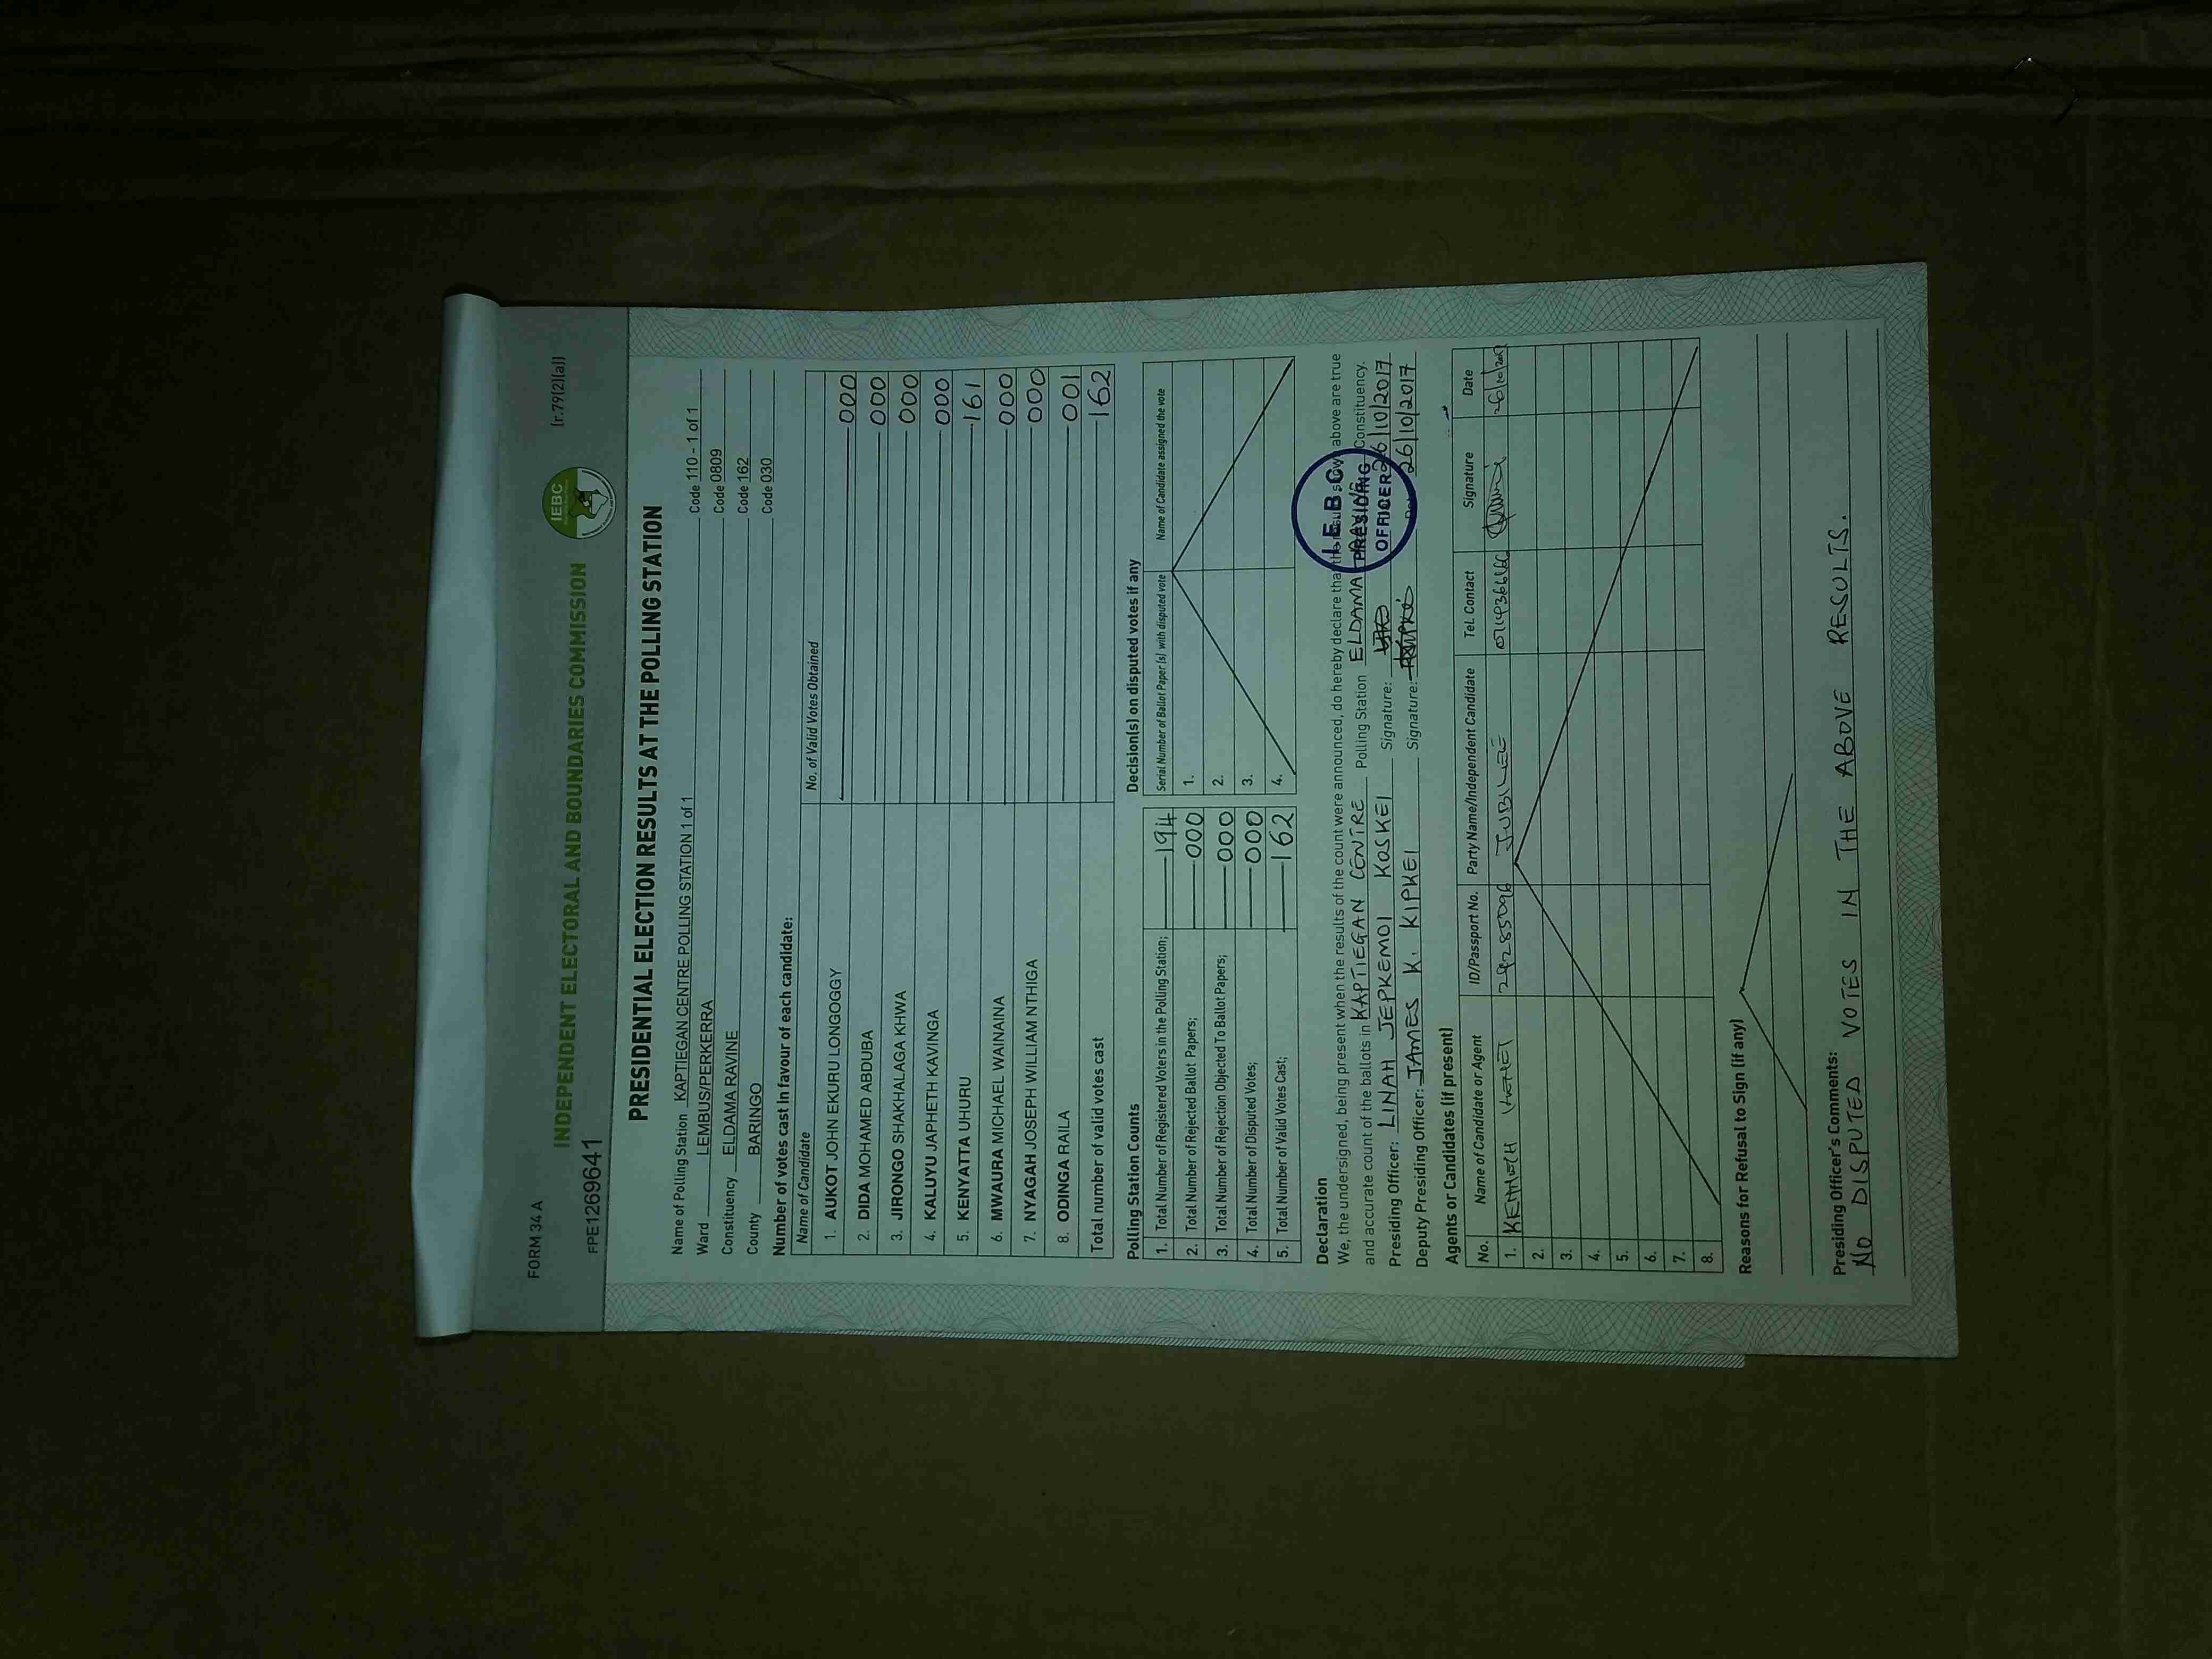 FORM 34 A
[r.79(2)(a)]
INDEPENDENT ELECTORAL AND BOUNDARIES COMMISSION
IEBC
FPE1269641
PRESIDENTIAL ELECTION RESULTS AT THE POLLING STATION
Name of Polling Station KAPTIEGAN CENTRE POLLING STATION 1 of 1 Code 110 - 1 of 1
Ward LEMBUS/PERKERRA Code 0809
Constituency ELDAMA RAVINE Code 162
County BARINGO Code 030
Number of votes cast in favour of each candidate:
Name of Candidate No. of Valid Votes Obtained
1. AUKOT JOHN EKURU LONGOGGY 000
2. DIDA MOHAMED ABDUBA 000
3. JIRONGO SHAKHALAGA KHWA 000
4. KALUYU JAPHETH KAVINGA 000
5. KENYATTA UHURU 161
6. MWAURA MICHAEL WAINAINA 000
7. NYAGAH JOSEPH WILLIAM NTHIGA 000
8. ODINGA RAILA 001
Total number of valid votes cast 162
Polling Station Counts
1. Total Number of Registered Voters in the Polling Station; 194
2. Total Number of Rejected Ballot Papers; 000
3. Total Number of Rejection Objected To Ballot Papers; 000
4. Total Number of Disputed Votes; 000
5. Total Number of Valid Votes Cast; 162
Decision(s) on disputed votes if any
Serial Number of Ballot Paper (s) with disputed vote Name of Candidate assigned the vote
1.
2.
3.
4.
Declaration
We, the undersigned, being present when the results of the count were announced, do hereby declare that the results shown above are true
and accurate count of the ballots in KAPTIEGAN CENTRE Polling Station ELDAMA RAVINE Constituency.
Presiding Officer: LINAH JEPKEMOI KOSKEI Signature: 26/10/2017
Deputy Presiding Officer: JAMES K. KIPKEI Signature: 26/10/2017
I.E.B.C
PRESIDING
OFFICER
Agents or Candidates (if present)
No. Name of Candidate or Agent ID/Passport No. Party Name/Independent Candidate Tel. Contact Signature Date
1. KENNETH JUBILEE
2.
3.
4.
5.
6.
7.
8.
Reasons for Refusal to Sign (if any)
Presiding Officer's Comments:
NO DISPUTED VOTES IN THE ABOVE RESULTS.